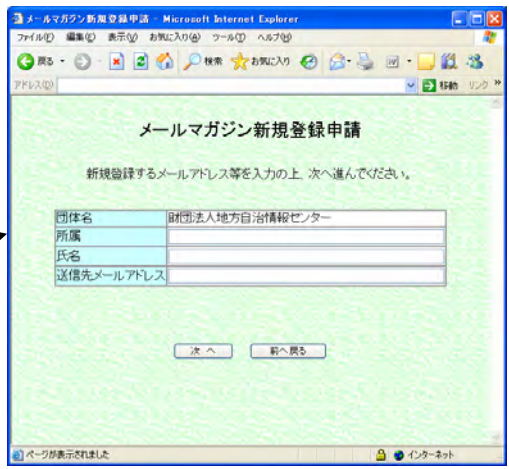 メールマガジン新規登録申請 - Microsoft Internet Explorer
ファイル(F) 編集(E) 表示(V) お気に入り(A) ツール(T) ヘルプ(H)
戻る 検索 お気に入り
アドレス(D) 移動 リンク »
メールマガジン新規登録申請
新規登録するメールアドレス等を入力の上、次へ進んでください。
団体名 財団法人地方自治情報センター
所属
氏名
送信先メールアドレス
次 へ 前へ戻る
ページが表示されました インターネット